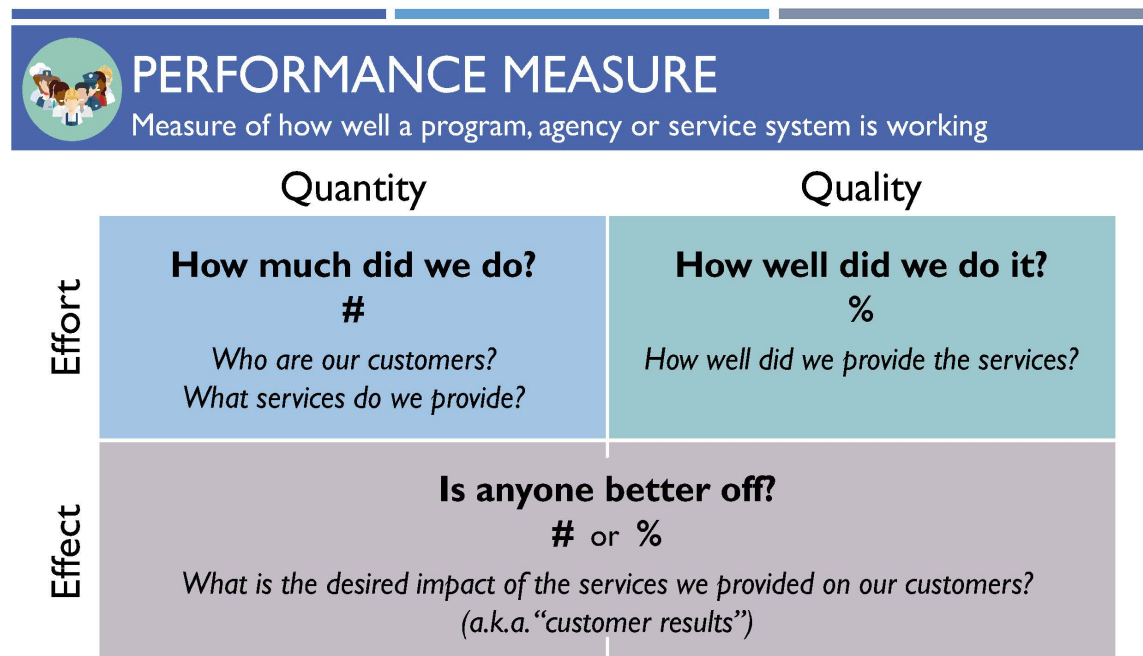 PERFORMANCE MEASURE
Measure of how well a program, agency or service system is working
Quantity
Quality
Effort
How much did we do?
#
Who are our customers?
What services do we provide?
How well did we do it?
%
How well did we provide the services?
Effect
Is anyone better off?
# or %
What is the desired impact of the services we provided on our customers?
(a.k.a. “customer results”)